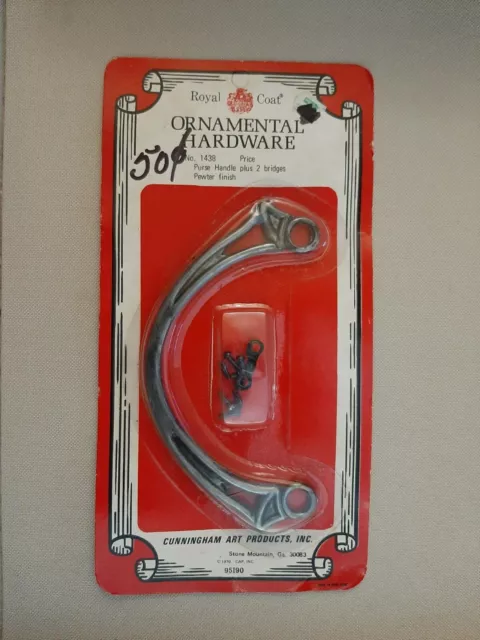 Royal Coat®
ORNAMENTAL
HARDWARE
50¢
No. 1438 Price
Purse Handle plus 2 bridges
Pewter finish
CUNNINGHAM ART PRODUCTS, INC.
Stone Mountain, Ga. 30083
95190